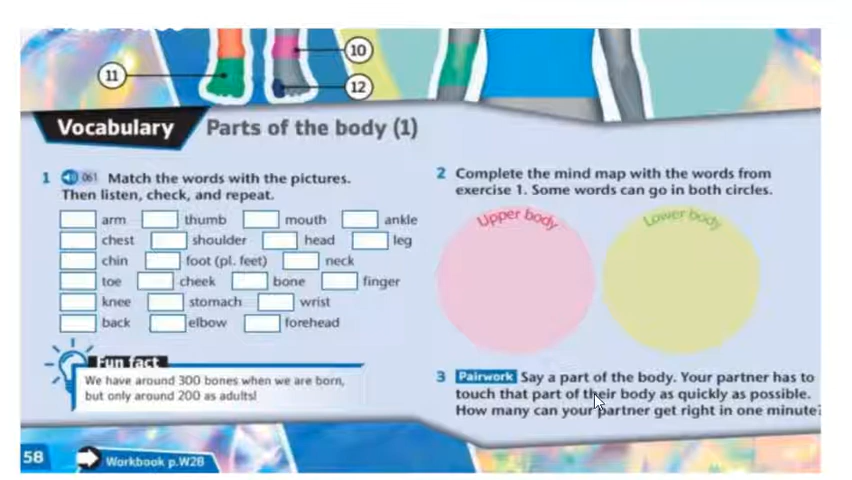 10
11
12
Vocabulary Parts of the body (1)
1 061 Match the words with the pictures.
Then listen, check, and repeat.
arm thumb mouth ankle
chest shoulder head leg
chin foot (pl. feet) neck
toe cheek bone finger
knee stomach wrist
back elbow forehead
Fun fact
We have around 300 bones when we are born,
but only around 200 as adults!
2 Complete the mind map with the words from
exercise 1. Some words can go in both circles.
Upper body Lower body
3 Pairwork Say a part of the body. Your partner has to
touch that part of their body as quickly as possible.
How many can your partner get right in one minute?
58 Workbook p.W28